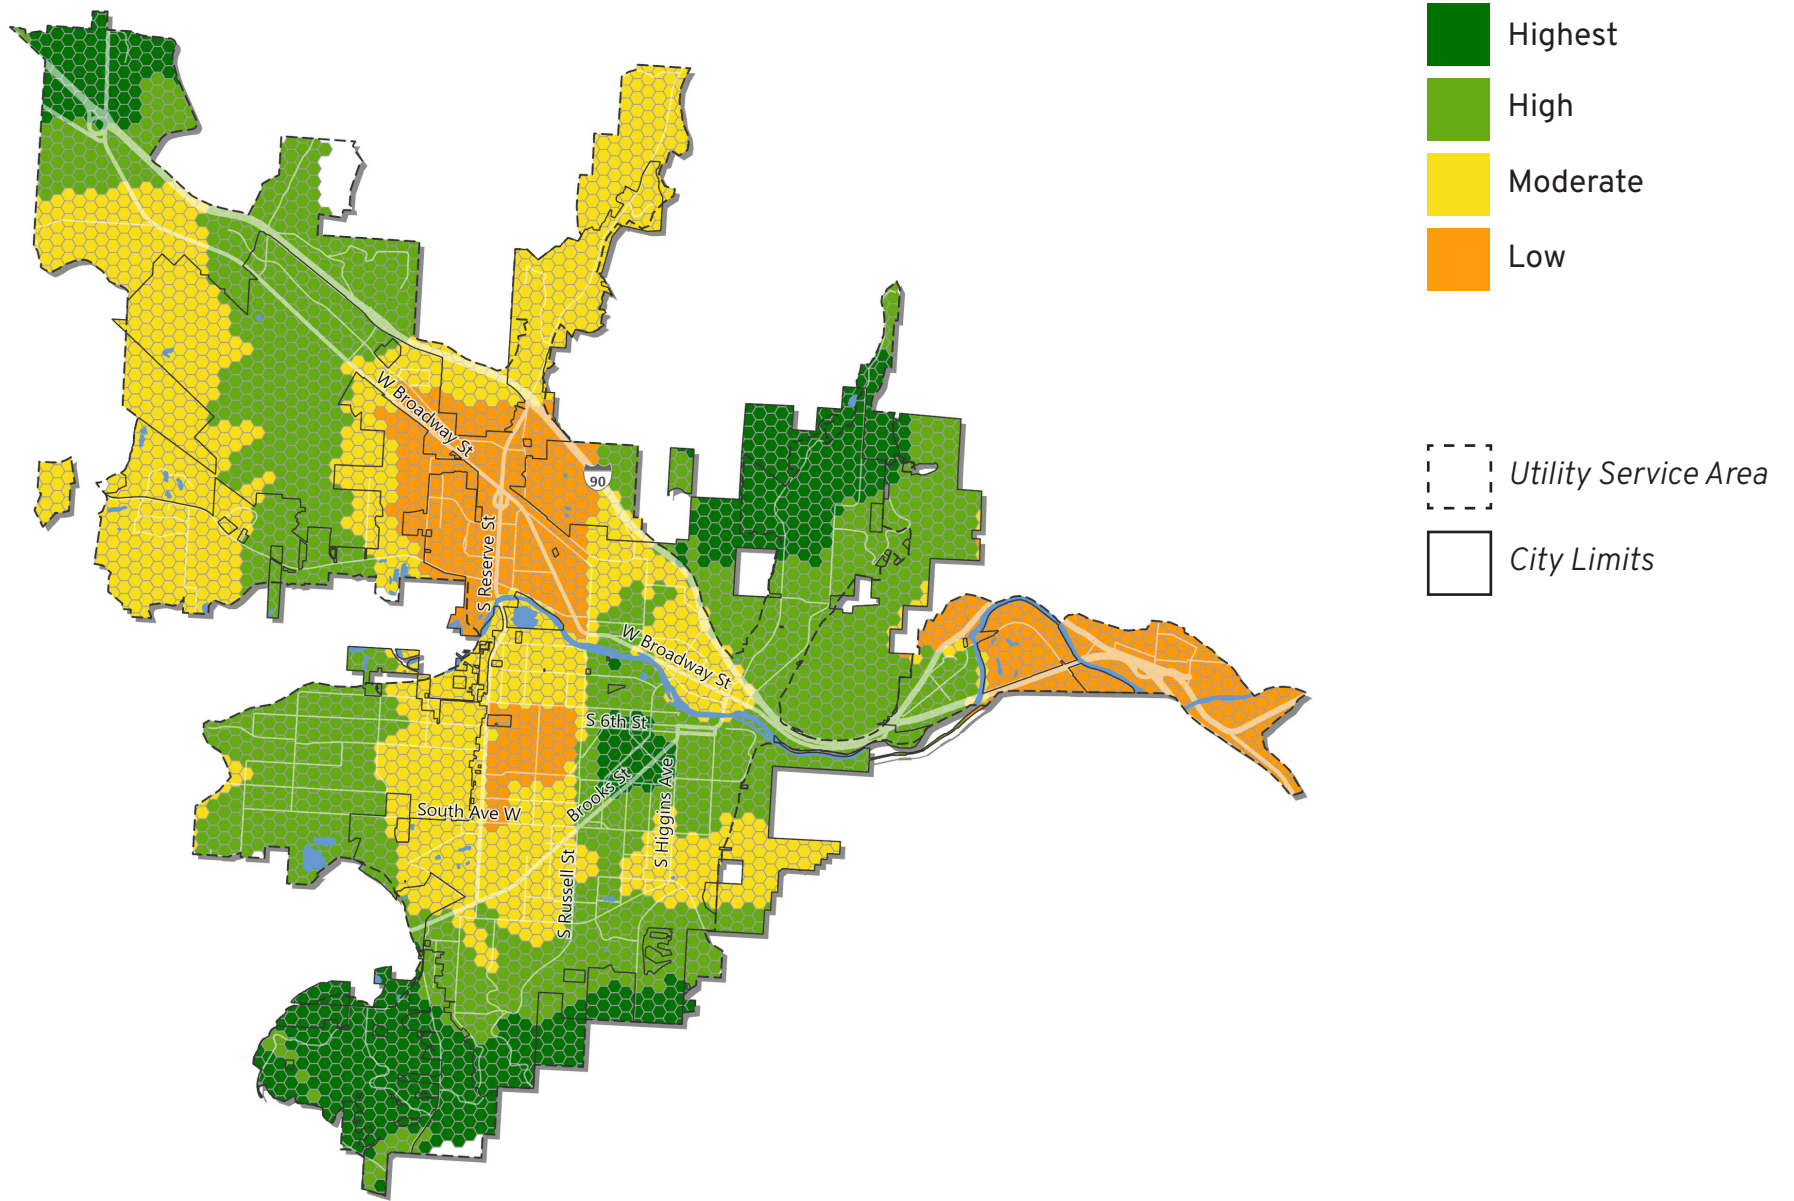 Highest
High
Moderate
Low
Utility Service Area
City Limits
W Broadway St
90
S Reserve St
W Broadway St
S 6th St
Brooks St
South Ave W
S Higgins Ave
S Russell St